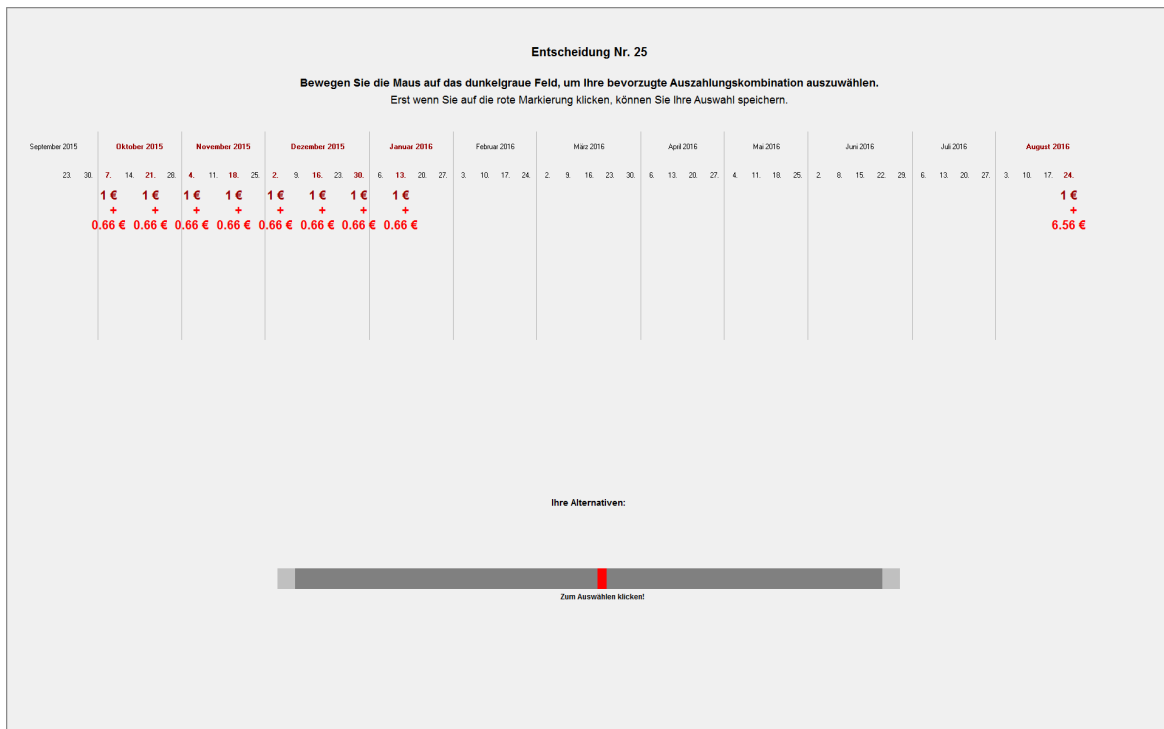 Entscheidung Nr. 25
Bewegen Sie die Maus auf das dunkelgraue Feld, um Ihre bevorzugte Auszahlungskombination auszuwählen.
Erst wenn Sie auf die rote Markierung klicken, können Sie Ihre Auswahl speichern.
September 2015 Oktober 2015 November 2015 Dezember 2015 Januar 2016 Februar 2016 März 2016 April 2016 Mai 2016 Juni 2016 Juli 2016 August 2016
23. 30. 7. 14. 21. 28. 4. 11. 18. 25. 2. 9. 16. 23. 30. 6. 13. 20. 27. 3. 10. 17. 24. 2. 9. 16. 23. 30. 6. 13. 20. 27. 4. 11. 18. 25. 2. 8. 15. 22. 29. 6. 13. 20. 27. 3. 10. 17. 24.
1 € 1 € 1 € 1 € 1 € 1 € 1 € 1 € 1 €
+ + + + + + + + +
0.66 € 0.66 € 0.66 € 0.66 € 0.66 € 0.66 € 0.66 € 0.66 € 6.56 €
Ihre Alternativen:
Zum Auswählen klicken!